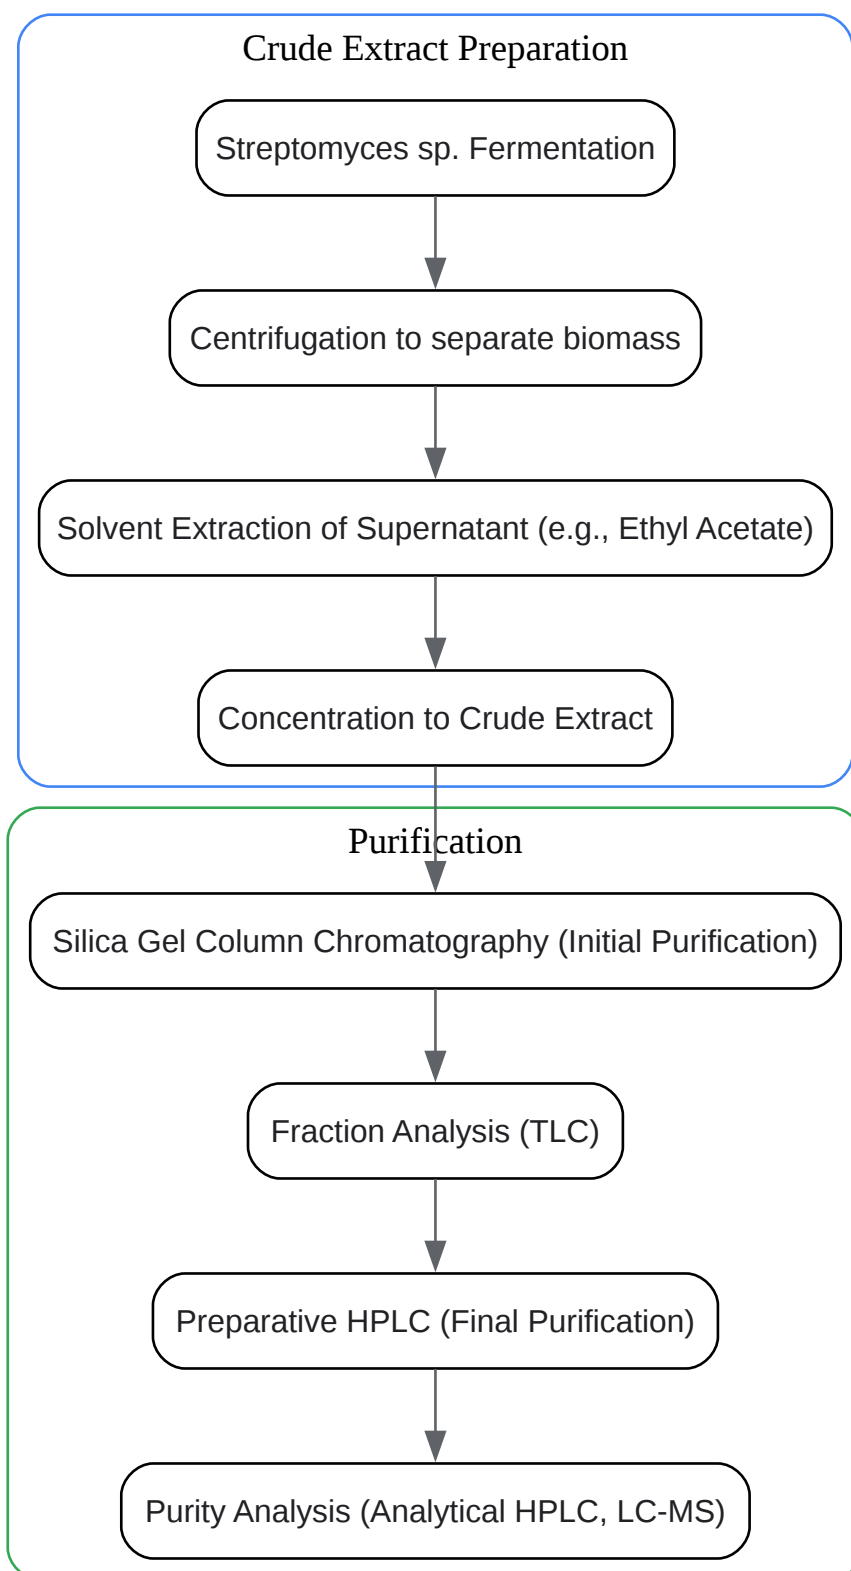 Crude Extract Preparation
Streptomyces sp. Fermentation
Centrifugation to separate biomass
Solvent Extraction of Supernatant (e.g., Ethyl Acetate)
Concentration to Crude Extract
Purification
Silica Gel Column Chromatography (Initial Purification)
Fraction Analysis (TLC)
Preparative HPLC (Final Purification)
Purity Analysis (Analytical HPLC, LC-MS)